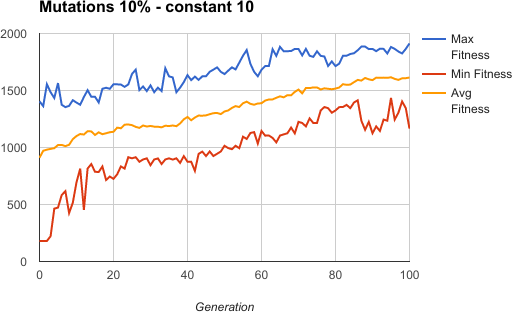 Mutations 10% - constant 10
2000
1500
1000
500
0
0 20 40 60 80 100
Generation
Max
Fitness
Min Fitness
Avg
Fitness